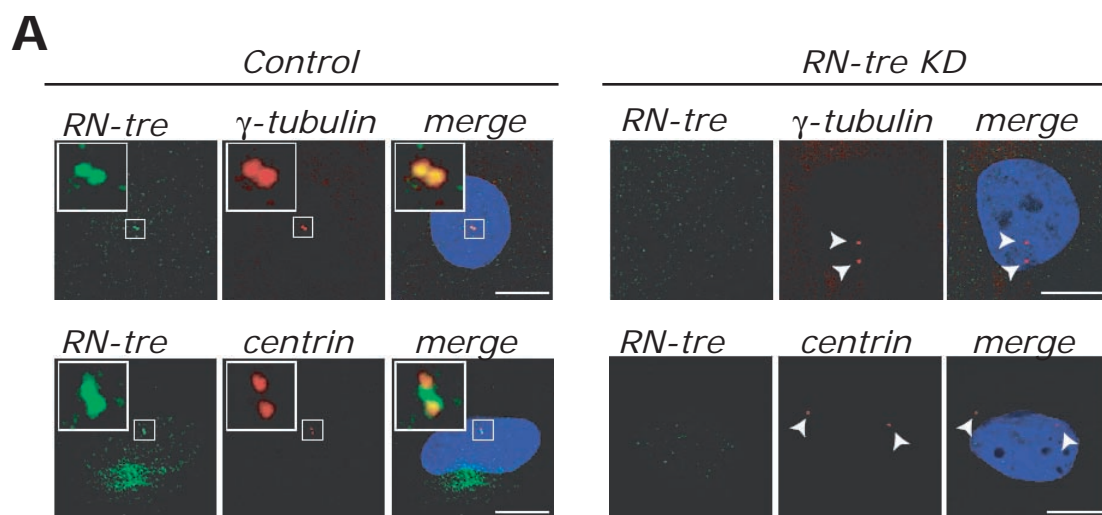 A
Control RN-tre KD
RN-tre γ-tubulin merge RN-tre γ-tubulin merge
RN-tre centrin merge RN-tre centrin merge